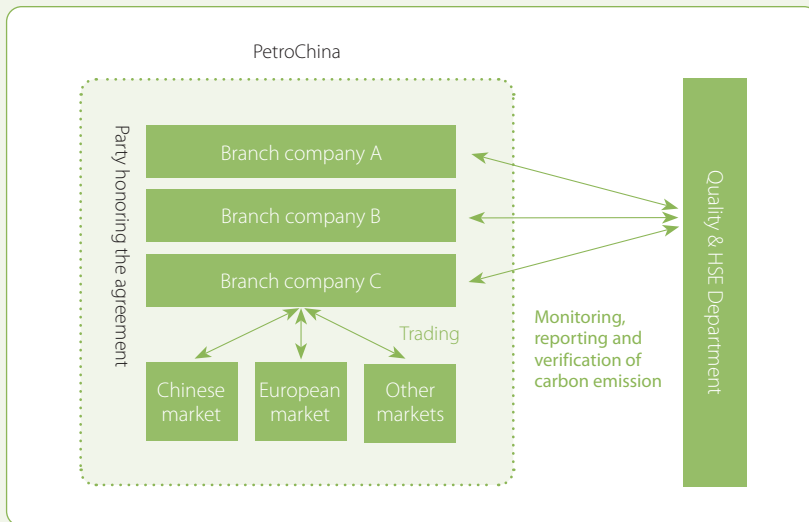 PetroChina
Party honoring the agreement
Branch company A
Branch company B
Branch company C
Trading
Chinese
market
European
market
Other
markets
Monitoring,
reporting and
verification of
carbon emission
Quality & HSE Department